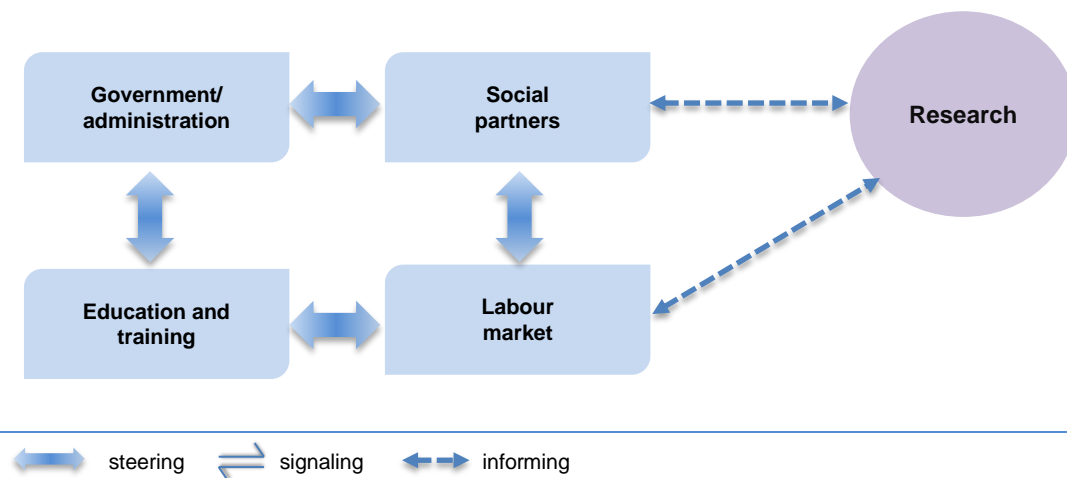 Government/
administration
Social
partners
Research
Education and
training
Labour
market
steering
signaling
informing